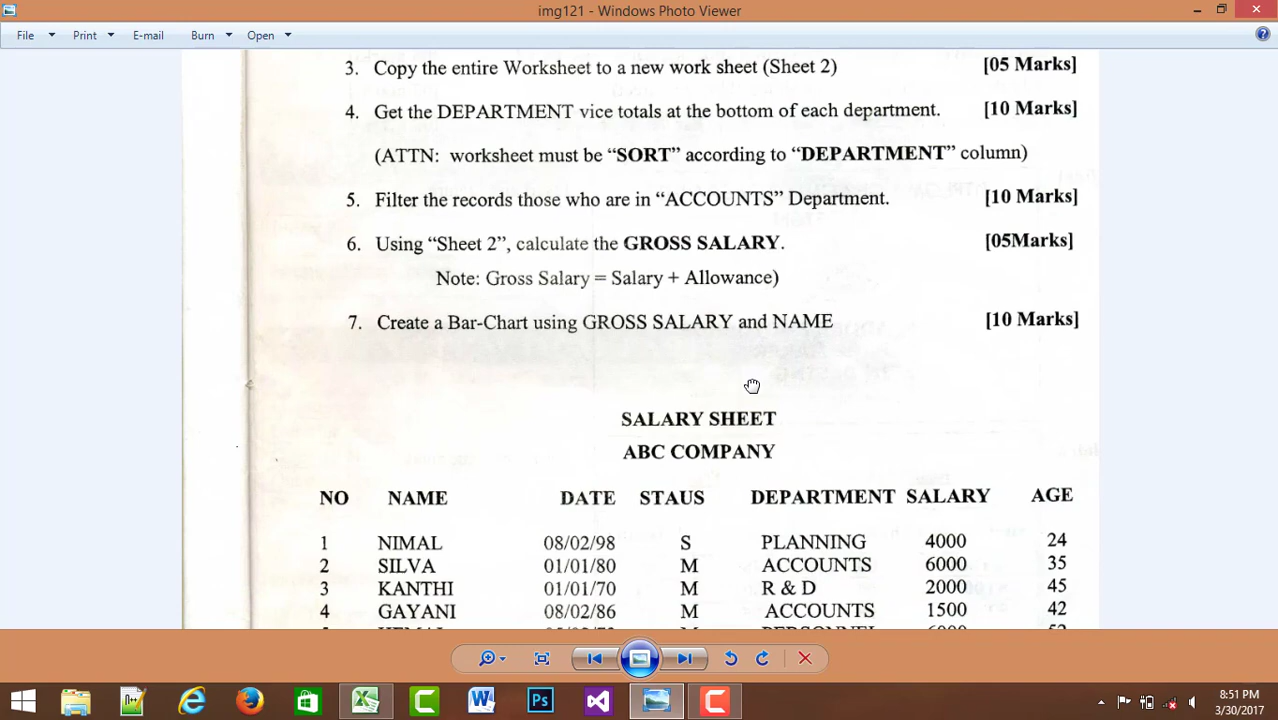 img121 - Windows Photo Viewer
File Print E-mail Burn Open
3. Copy the entire Worksheet to a new work sheet (Sheet 2) [05 Marks]
4. Get the DEPARTMENT vice totals at the bottom of each department. [10 Marks]
(ATTN: worksheet must be “SORT” according to “DEPARTMENT” column)
5. Filter the records those who are in “ACCOUNTS” Department. [10 Marks]
6. Using “Sheet 2”, calculate the GROSS SALARY. [05Marks]
Note: Gross Salary = Salary + Allowance)
7. Create a Bar-Chart using GROSS SALARY and NAME [10 Marks]
SALARY SHEET
ABC COMPANY
NO NAME DATE STAUS DEPARTMENT SALARY AGE
1 NIMAL 08/02/98 S PLANNING 4000 24
2 SILVA 01/01/80 M ACCOUNTS 6000 35
3 KANTHI 01/01/70 M R & D 2000 45
4 GAYANI 08/02/86 M ACCOUNTS 1500 42
8:51 PM
3/30/2017